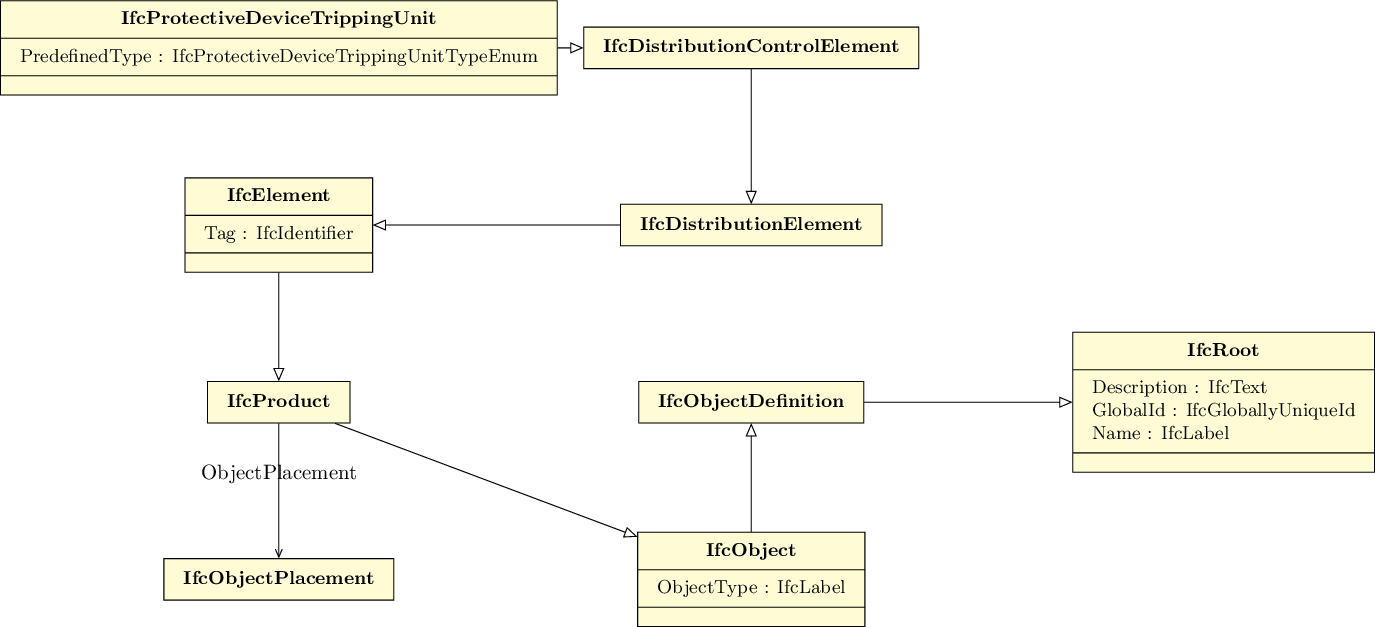 IfcProtectiveDeviceTrippingUnit
PredefinedType : IfcProtectiveDeviceTrippingUnitTypeEnum
IfcDistributionControlElement
IfcElement
Tag : IfcIdentifier
IfcDistributionElement
IfcProduct
IfcObjectDefinition
IfcRoot
Description : IfcText
GlobalId : IfcGloballyUniqueId
Name : IfcLabel
ObjectPlacement
IfcObjectPlacement
IfcObject
ObjectType : IfcLabel